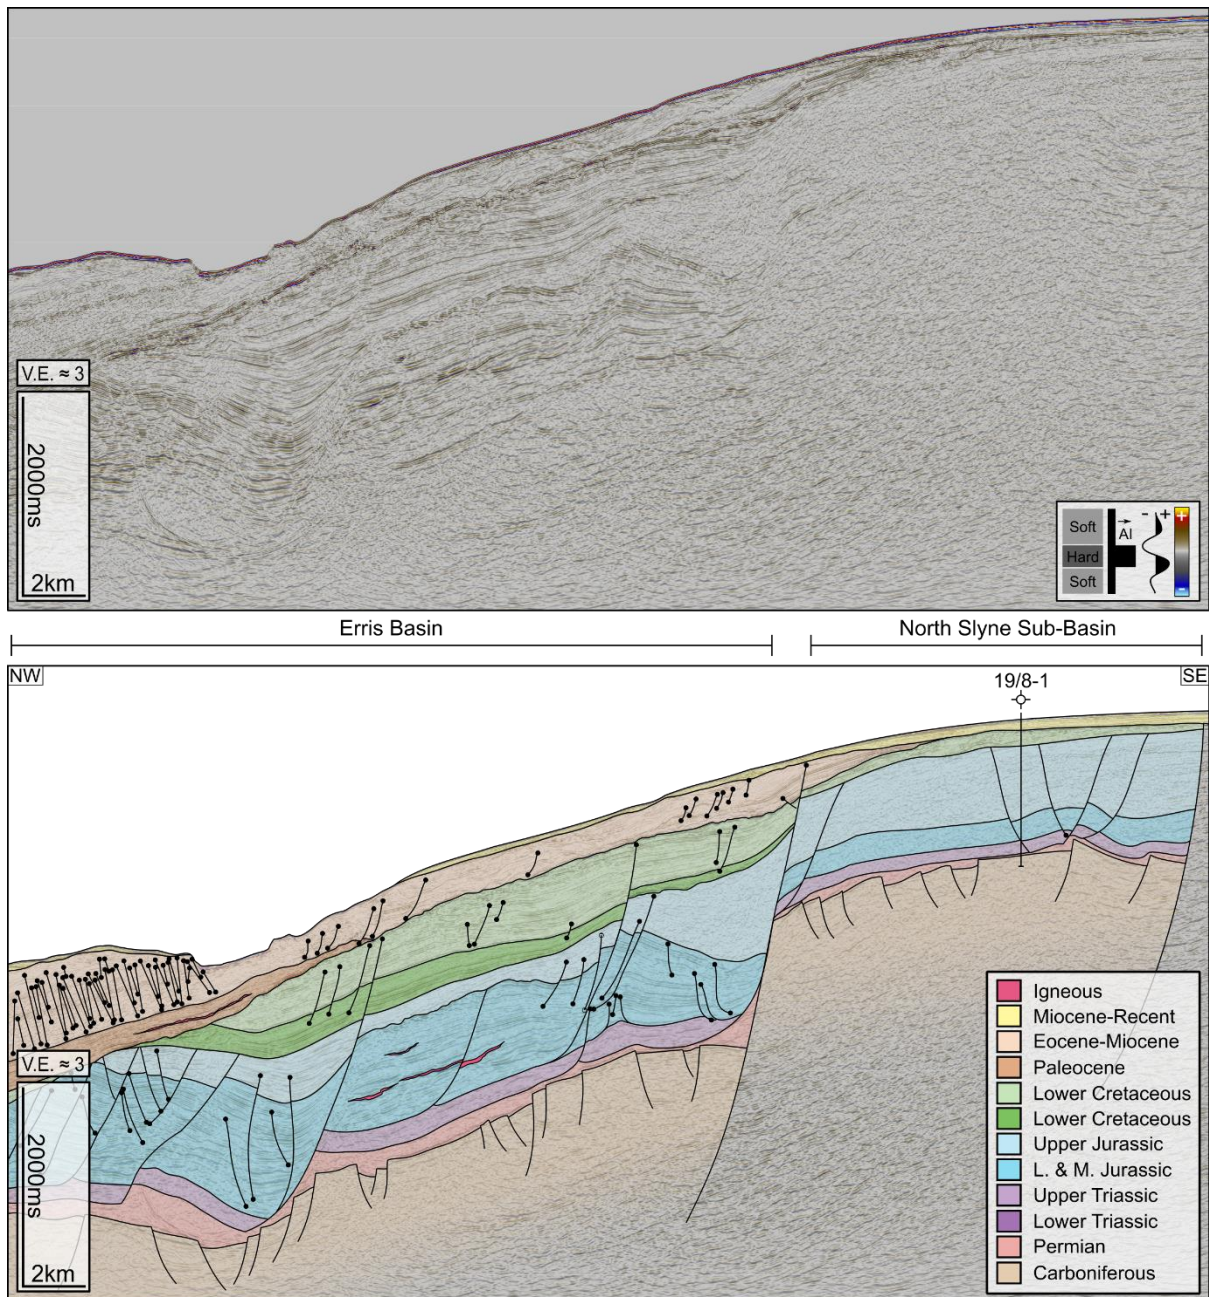 V.E. ≈ 3
2000ms
2km
Soft
Hard
Soft
AI
- +
+
-
Erris Basin
North Slyne Sub-Basin
NW
SE
19/8-1
V.E. ≈ 3
2000ms
2km
Igneous
Miocene-Recent
Eocene-Miocene
Paleocene
Lower Cretaceous
Lower Cretaceous
Upper Jurassic
L. & M. Jurassic
Upper Triassic
Lower Triassic
Permian
Carboniferous